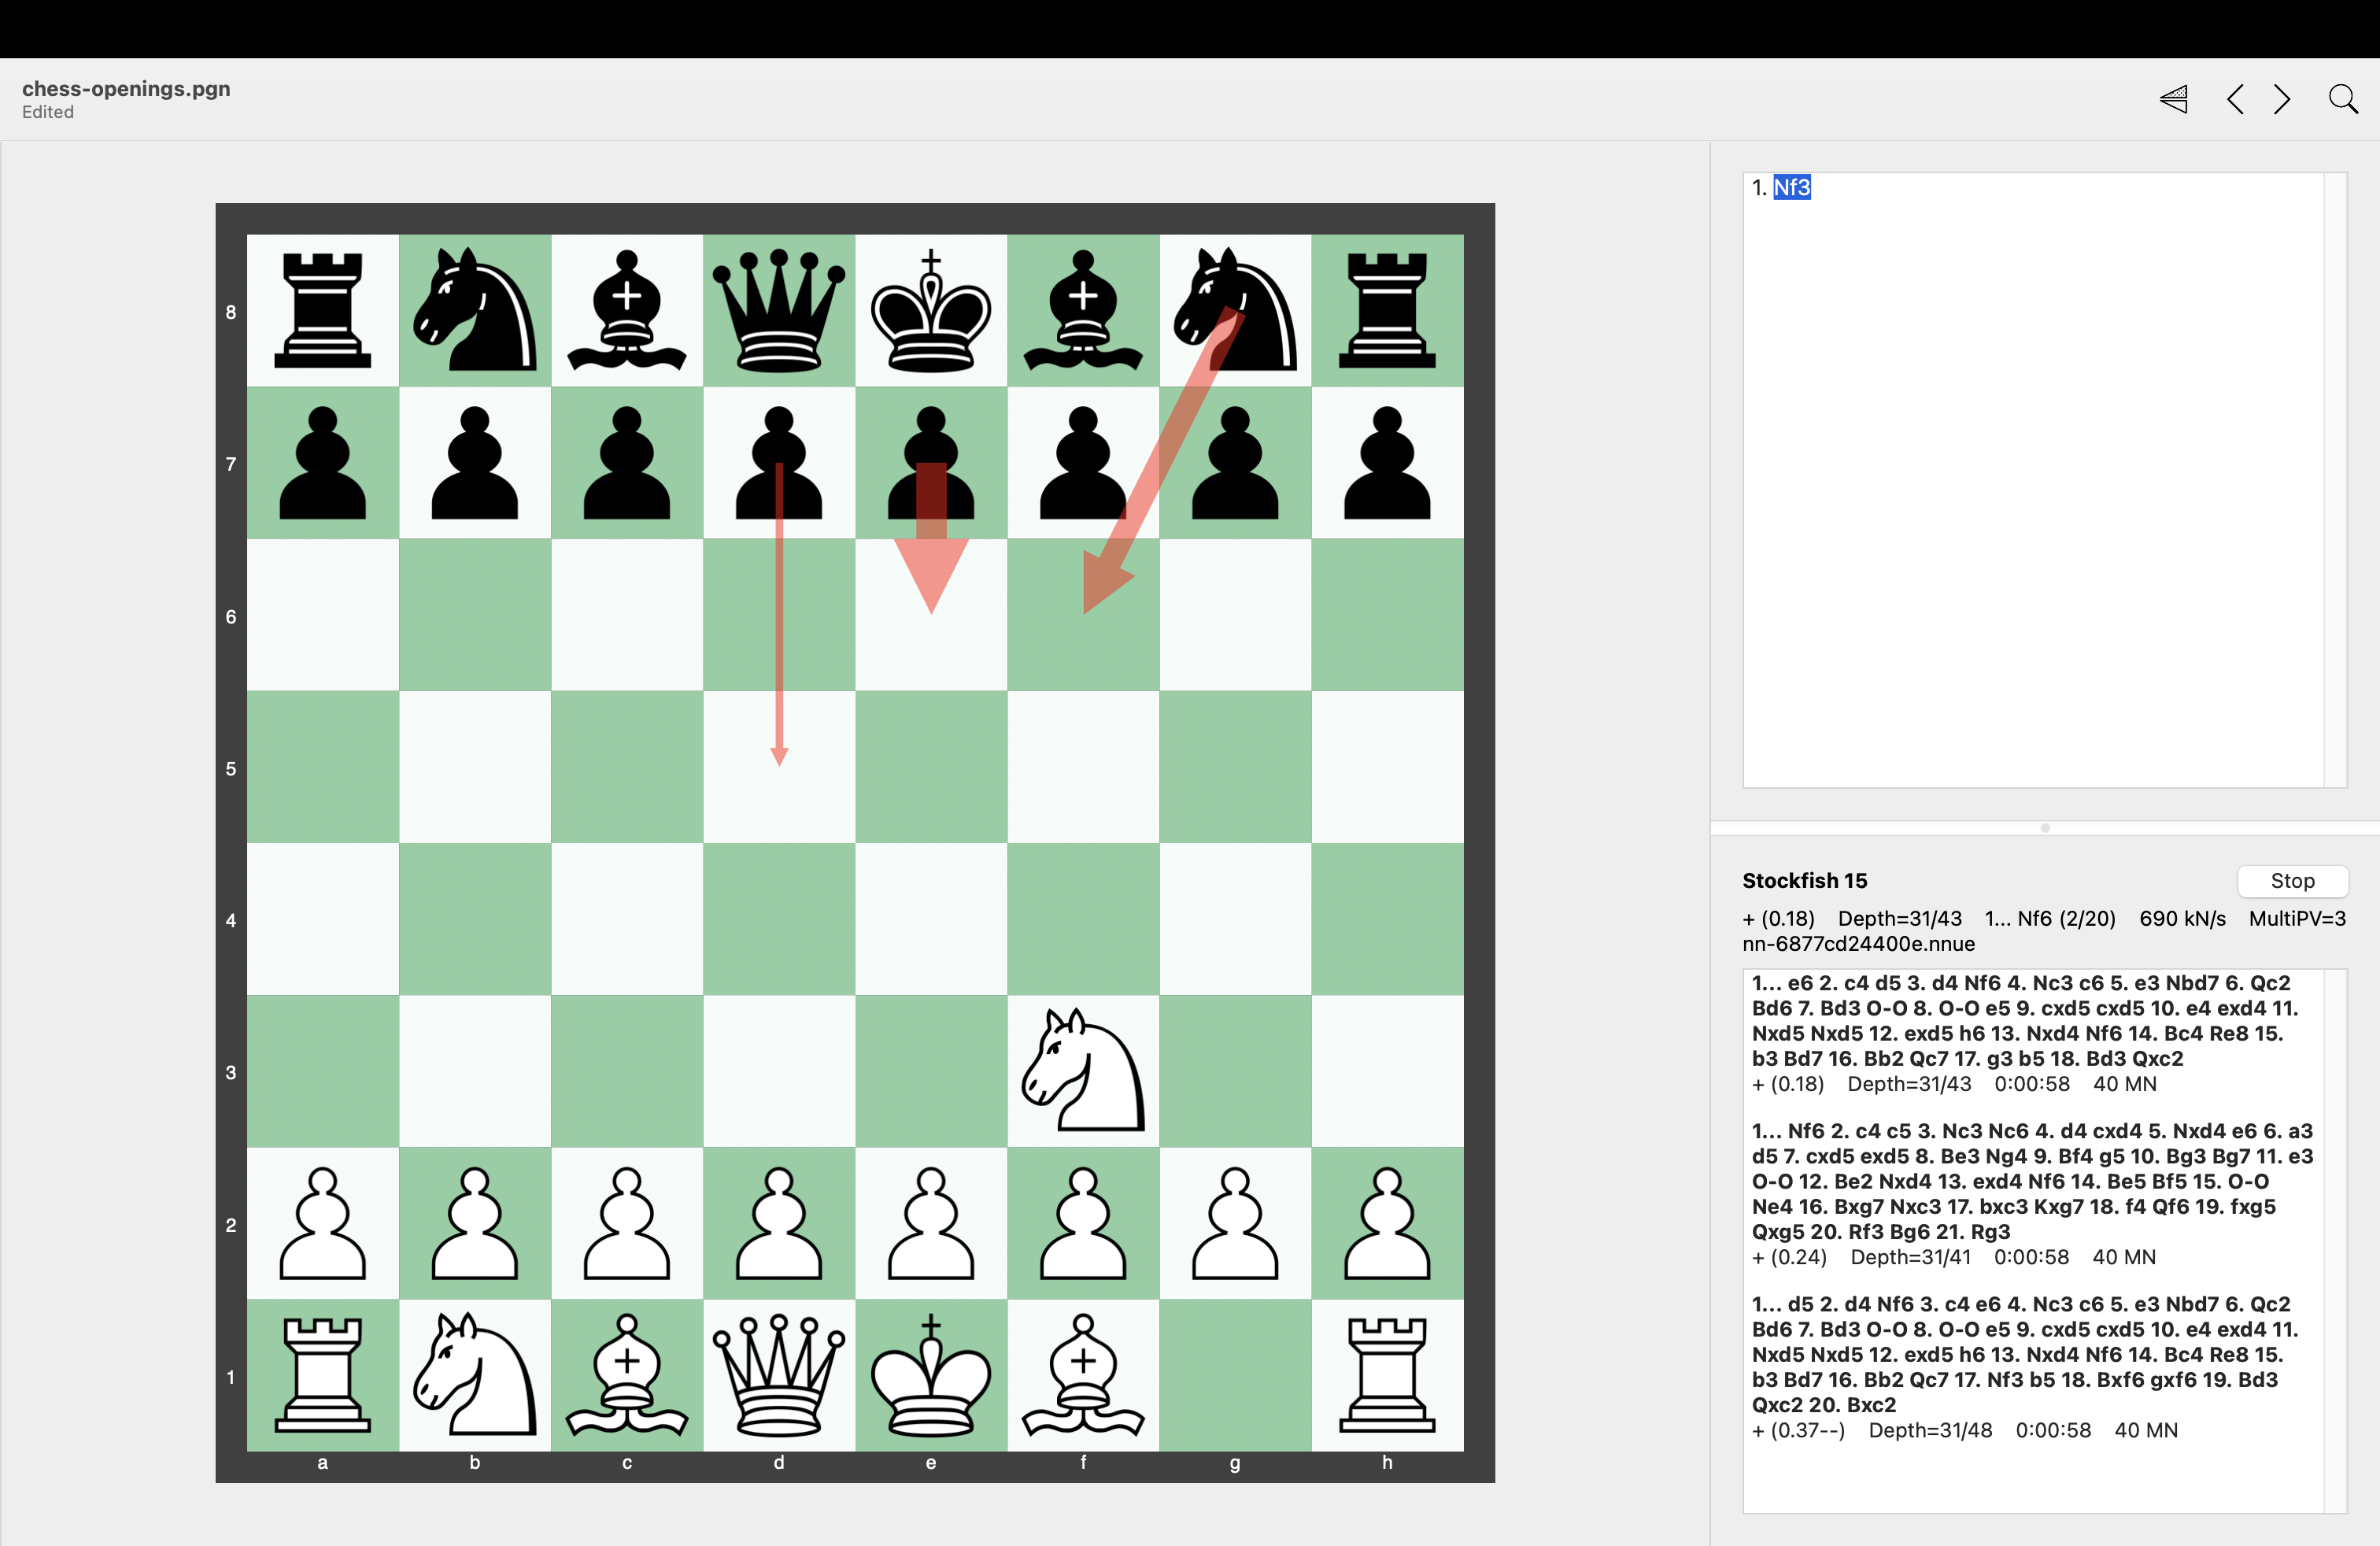 chess-openings.pgn
Edited
8
7
6
5
4
3
2
1
a b c d e f g h
1. Nf3
Stockfish 15
Stop
+ (0.18) Depth=31/43 1... Nf6 (2/20) 690 kN/s MultiPV=3
nn-6877cd24400e.nnue
1... e6 2. c4 d5 3. d4 Nf6 4. Nc3 c6 5. e3 Nbd7 6. Qc2
Bd6 7. Bd3 O-O 8. O-O e5 9. cxd5 cxd5 10. e4 exd4 11.
Nxd5 Nxd5 12. exd5 h6 13. Nxd4 Nf6 14. Bc4 Re8 15.
b3 Bd7 16. Bb2 Qc7 17. g3 b5 18. Bd3 Qxc2
+ (0.18) Depth=31/43 0:00:58 40 MN
1... Nf6 2. c4 c5 3. Nc3 Nc6 4. d4 cxd4 5. Nxd4 e6 6. a3
d5 7. cxd5 exd5 8. Be3 Ng4 9. Bf4 g5 10. Bg3 Bg7 11. e3
O-O 12. Be2 Nxd4 13. exd4 Nf6 14. Be5 Bf5 15. O-O
Ne4 16. Bxg7 Nxc3 17. bxc3 Kxg7 18. f4 Qf6 19. fxg5
Qxg5 20. Rf3 Bg6 21. Rg3
+ (0.24) Depth=31/41 0:00:58 40 MN
1... d5 2. d4 Nf6 3. c4 e6 4. Nc3 c6 5. e3 Nbd7 6. Qc2
Bd6 7. Bd3 O-O 8. O-O e5 9. cxd5 cxd5 10. e4 exd4 11.
Nxd5 Nxd5 12. exd5 h6 13. Nxd4 Nf6 14. Bc4 Re8 15.
b3 Bd7 16. Bb2 Qc7 17. Nf3 b5 18. Bxf6 gxf6 19. Bd3
Qxc2 20. Bxc2
+ (0.37--) Depth=31/48 0:00:58 40 MN